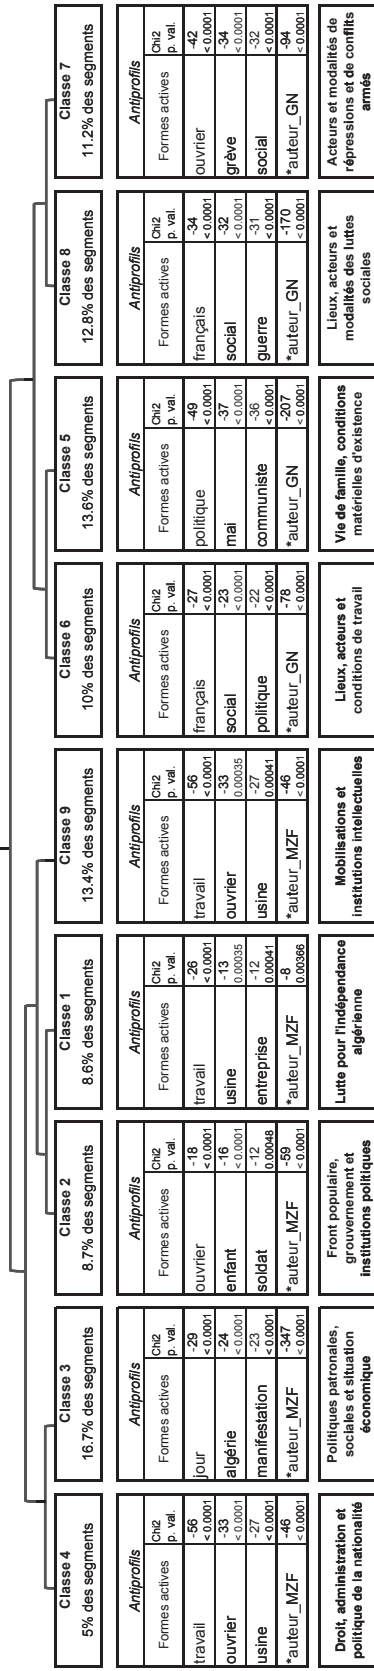 Classe 4
5% des segments
Antiprofils
Formes actives
Chi2
p. val.
travail
-56
< 0.0001
ouvrier
-33
< 0.0001
usine
-27
< 0.0001
*auteur_MZF
-46
< 0.0001
Droit, administration et
politique de la nationalité
Classe 3
16.7% des segments
Antiprofils
Formes actives
Chi2
p. val.
jour
-29
< 0.0001
algérie
-24
< 0.0001
manifestation
-23
< 0.0001
*auteur_MZF
-347
< 0.0001
Politiques patronales,
sociales et situation
économique
Classe 2
8.7% des segments
Antiprofils
Formes actives
Chi2
p. val.
ouvrier
-18
< 0.0001
enfant
-16
< 0.0001
soldat
-12
0.00048
*auteur_MZF
-59
< 0.0001
Front populaire,
grouvernement et
institutions politiques
Classe 1
8.6% des segments
Antiprofils
Formes actives
Chi2
p. val.
travail
-26
< 0.0001
usine
-13
0.00035
entreprise
-12
0.00041
*auteur_MZF
-8
0.00366
Lutte pour l'indépendance
algérienne
Classe 9
13.4% des segments
Antiprofils
Formes actives
Chi2
p. val.
travail
-56
< 0.0001
ouvrier
-33
0.00035
usine
-27
0.00041
*auteur_MZF
-46
< 0.0001
Mobilisations et
institutions intellectuelles
Classe 6
10% des segments
Antiprofils
Formes actives
Chi2
p. val.
français
-27
< 0.0001
social
-23
< 0.0001
politique
-22
< 0.0001
*auteur_GN
-78
< 0.0001
Lieux, acteurs et
conditions de travail
Classe 5
13.6% des segments
Antiprofils
Formes actives
Chi2
p. val.
politique
-49
< 0.0001
mai
-37
< 0.0001
communiste
-36
< 0.0001
*auteur_GN
-207
< 0.0001
Vie de famille, conditions
matérielles d'existence
Classe 8
12.8% des segments
Antiprofils
Formes actives
Chi2
p. val.
français
-34
< 0.0001
social
-32
< 0.0001
guerre
-31
< 0.0001
*auteur_GN
-170
< 0.0001
Lieux, acteurs et
modalités des luttes
sociales
Classe 7
11.2% des segments
Antiprofils
Formes actives
Chi2
p. val.
ouvrier
-42
< 0.0001
grève
-34
< 0.0001
social
-32
< 0.0001
*auteur_GN
-94
< 0.0001
Acteurs et modalités de
répressions et de conflits
armés